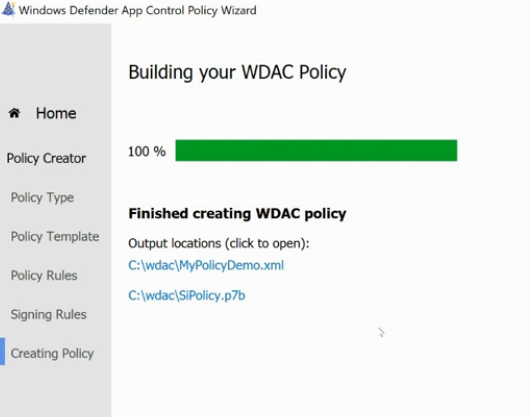 Windows Defender App Control Policy Wizard
Building your WDAC Policy
Home
100 %
Policy Creator
Policy Type
Finished creating WDAC policy
Policy Template
Output locations (click to open):
C:\wdac\MyPolicyDemo.xml
Policy Rules
C:\wdac\SiPolicy.p7b
Signing Rules
Creating Policy